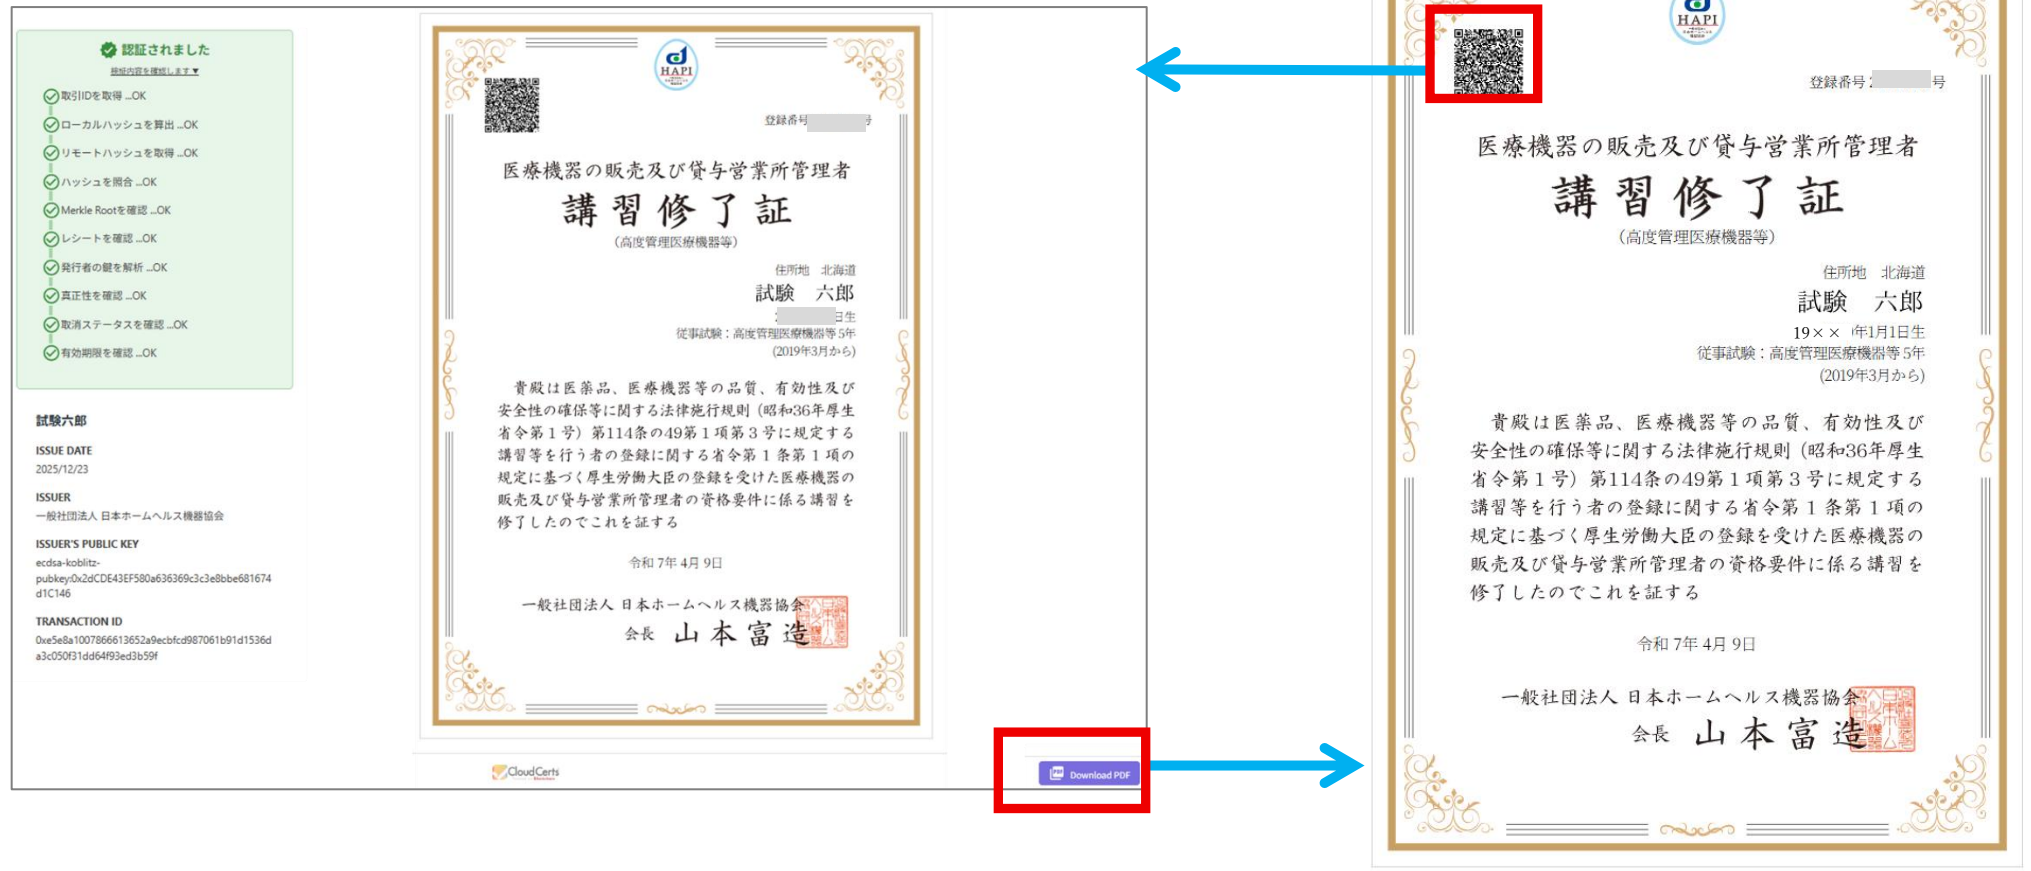 認証されました
検証内容を確認します▼
取引IDを取得 ...OK
ローカルハッシュを算出 ...OK
リモートハッシュを取得 ...OK
ハッシュを照合 ...OK
Merkle Rootを確認 ...OK
レシートを確認 ...OK
発行者の鍵を解析 ...OK
真正性を確認 ...OK
取消ステータスを確認 ...OK
有効期限を確認 ...OK
試験六郎
ISSUE DATE
2025/12/23
ISSUER
一般社団法人 日本ホームヘルス機器協会
ISSUER'S PUBLIC KEY
ecdsa-koblitz-
pubkey:0x2dCDE43EF580a636369c3c3e8bbe681674
d1C146
TRANSACTION ID
0xe5e8a1007866613652a9ecbfcd987061b91d1536d
a3c050f31dd64f93ed3b59f
HAPI
登録番号 号
医療機器の販売及び貸与営業所管理者
講習修了証
（高度管理医療機器等）
住所地 北海道
試験 六郎
日生
従事試験：高度管理医療機器等 5年
(2019年3月から)
貴殿は医薬品、医療機器等の品質、有効性及び
安全性の確保等に関する法律施行規則（昭和36年厚生
省令第１号）第114条の49第１項第３号に規定する
講習等を行う者の登録に関する省令第１条第１項の
規定に基づく厚生労働大臣の登録を受けた医療機器の
販売及び貸与営業所管理者の資格要件に係る講習を
修了したのでこれを証する
令和 7年 4月 9日
一般社団法人 日本ホームヘルス機器協会
会長 山本富造
CloudCerts
Download PDF
HAPI
登録番号 号
医療機器の販売及び貸与営業所管理者
講習修了証
（高度管理医療機器等）
住所地 北海道
試験 六郎
19×× 年1月1日生
従事試験：高度管理医療機器等 5年
(2019年3月から)
貴殿は医薬品、医療機器等の品質、有効性及び
安全性の確保等に関する法律施行規則（昭和36年厚生
省令第１号）第114条の49第１項第３号に規定する
講習等を行う者の登録に関する省令第１条第１項の
規定に基づく厚生労働大臣の登録を受けた医療機器の
販売及び貸与営業所管理者の資格要件に係る講習を
修了したのでこれを証する
令和 7年 4月 9日
一般社団法人 日本ホームヘルス機器協会
会長 山本富造